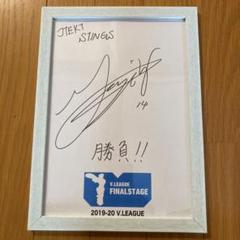 JTEKT
STINGS
14
勝負!!
V.LEAGUE
FINALSTAGE
2019-20 V.LEAGUE